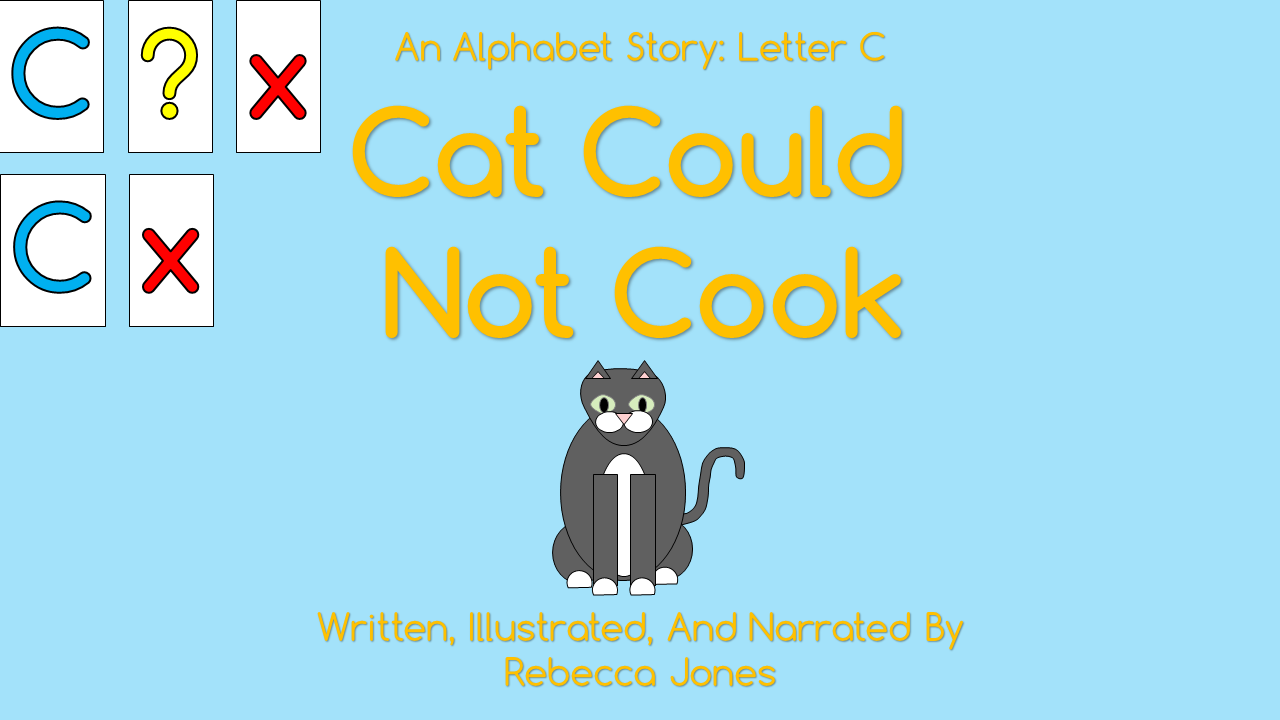 C ? x
C x
An Alphabet Story: Letter C
Cat Could
Not Cook
Written, Illustrated, And Narrated By
Rebecca Jones